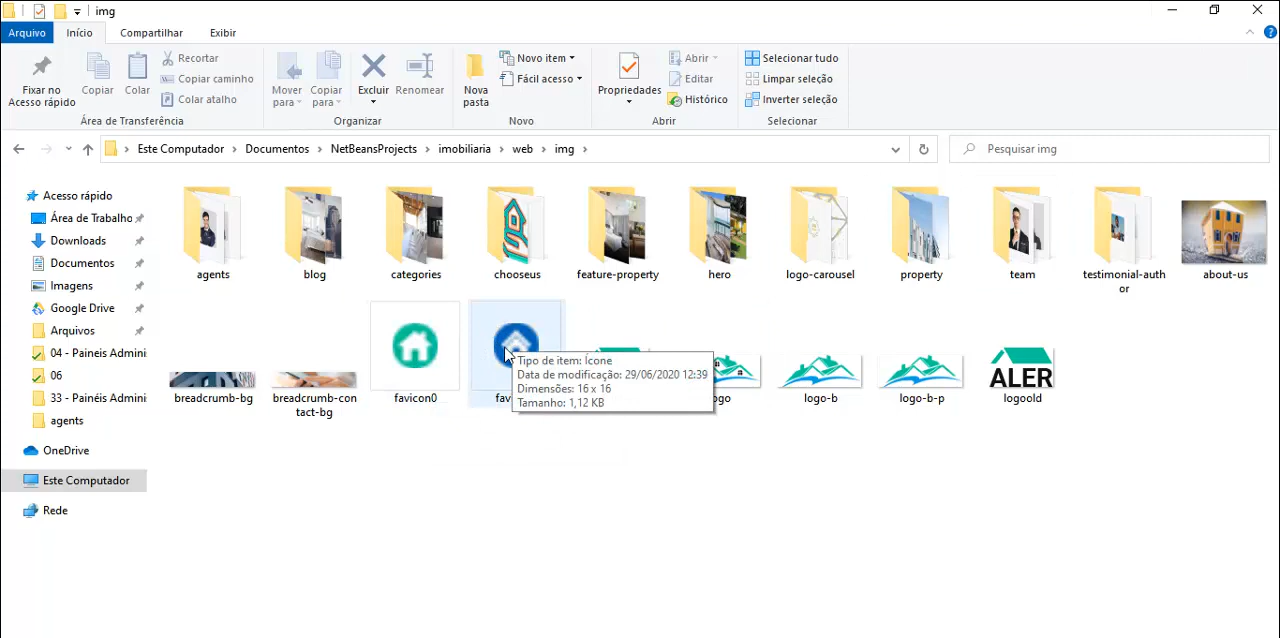 img
Arquivo Início Compartilhar Exibir
Fixar no
Acesso rápido
Copiar
Colar
Recortar
Copiar caminho
Colar atalho
Área de Transferência
Mover
para
Copiar
para
Excluir
Renomear
Organizar
Nova
pasta
Novo item
Fácil acesso
Novo
Propriedades
Abrir
Editar
Histórico
Abrir
Selecionar tudo
Limpar seleção
Inverter seleção
Selecionar
Este Computador Documentos NetBeansProjects imobiliaria web img
Pesquisar img
Acesso rápido
Área de Trabalho
Downloads
Documentos
Imagens
Google Drive
Arquivos
04 - Paineis Admini
06
33 - Painéis Admini
agents
OneDrive
Este Computador
Rede
agents
blog
categories
chooseus
feature-property
hero
logo-carousel
property
team
testimonial-auth
or
about-us
breadcrumb-bg
breadcrumb-con
tact-bg
favicon0
fav
Tipo de item: Ícone
Data de modificação: 29/06/2020 12:39
Dimensões: 16 x 16
Tamanho: 1,12 KB
ogo
logo-b
logo-b-p
ALER
logoold